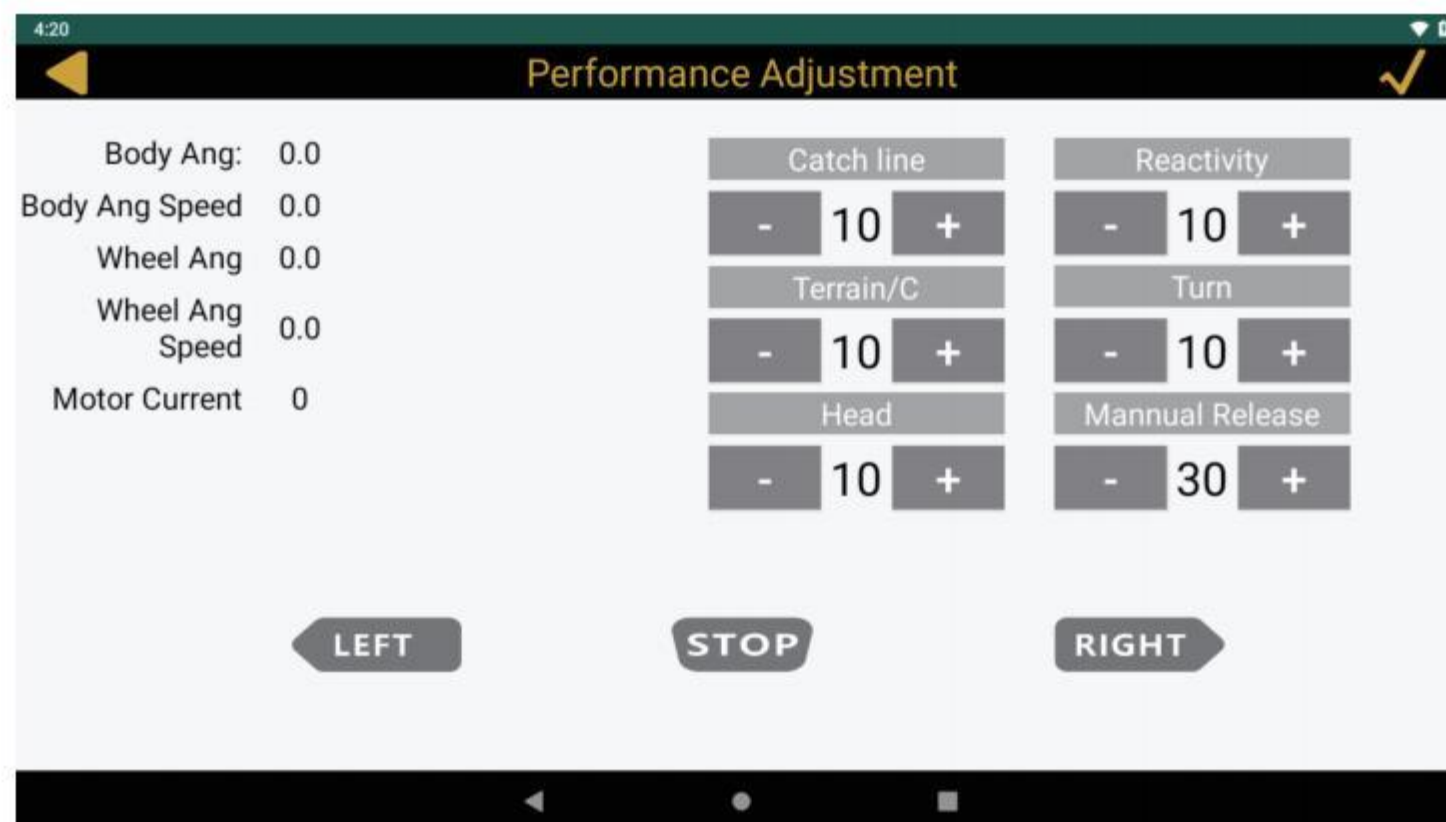 4:20
Performance Adjustment
Body Ang: 0.0
Body Ang Speed 0.0
Wheel Ang 0.0
Wheel Ang
Speed 0.0
Motor Current 0
Catch line Reactivity
- 10 + - 10 +
Terrain/C Turn
- 10 + - 10 +
Head Mannual Release
- 10 + - 30 +
LEFT STOP RIGHT